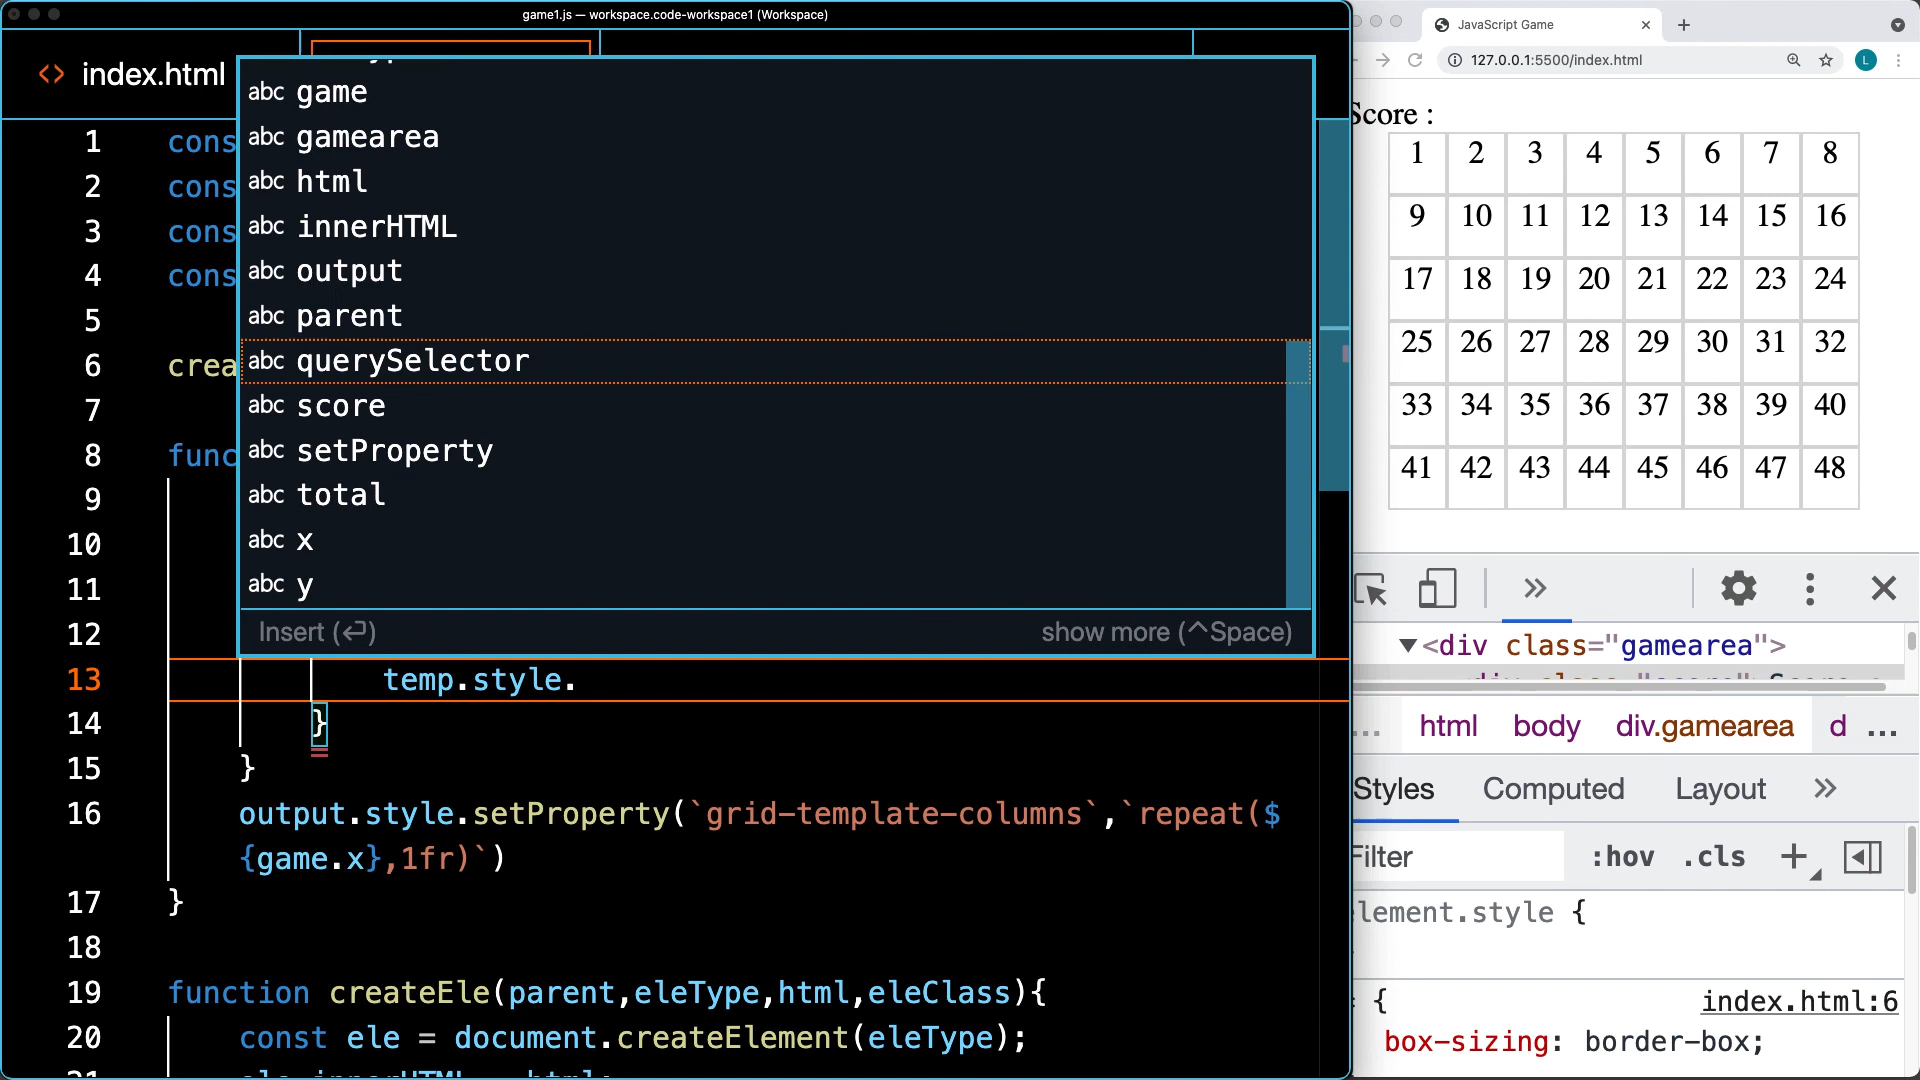 game1.js — workspace.code-workspace1 (Workspace)
index.html
abc game
abc gamearea
abc html
abc innerHTML
abc output
abc parent
abc querySelector
abc score
abc setProperty
abc total
abc x
abc y
Insert (⏎)
show more (^Space)
1 cons
2 cons
3 cons
4 cons
5
6 crea
7
8 func
9
10
11
12
13 temp.style.
14 }
15 }
16 output.style.setProperty(`grid-template-columns`,`repeat($
{game.x},1fr)`)
17 }
18
19 function createEle(parent,eleType,html,eleClass){
20 const ele = document.createElement(eleType);
JavaScript Game
127.0.0.1:5500/index.html
L
Score :
1 2 3 4 5 6 7 8
9 10 11 12 13 14 15 16
17 18 19 20 21 22 23 24
25 26 27 28 29 30 31 32
33 34 35 36 37 38 39 40
41 42 43 44 45 46 47 48
<div class="gamearea">
... html body div.gamearea d ...
Styles Computed Layout
Filter :hov .cls
element.style {
{ index.html:6
box-sizing: border-box;